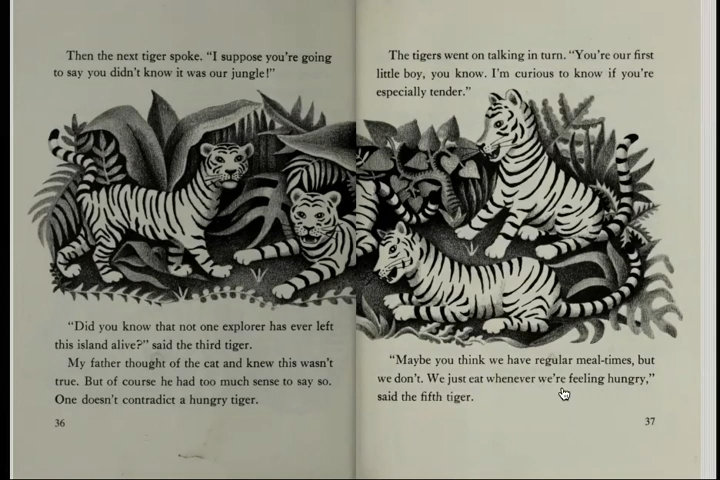 Then the next tiger spoke. "I suppose you're going
to say you didn't know it was our jungle!"
"Did you know that not one explorer has ever left
this island alive?" said the third tiger.
My father thought of the cat and knew this wasn't
true. But of course he had too much sense to say so.
One doesn't contradict a hungry tiger.
36
The tigers went on talking in turn. "You're our first
little boy, you know. I'm curious to know if you're
especially tender."
"Maybe you think we have regular meal-times, but
we don't. We just eat whenever we're feeling hungry,"
said the fifth tiger.
37